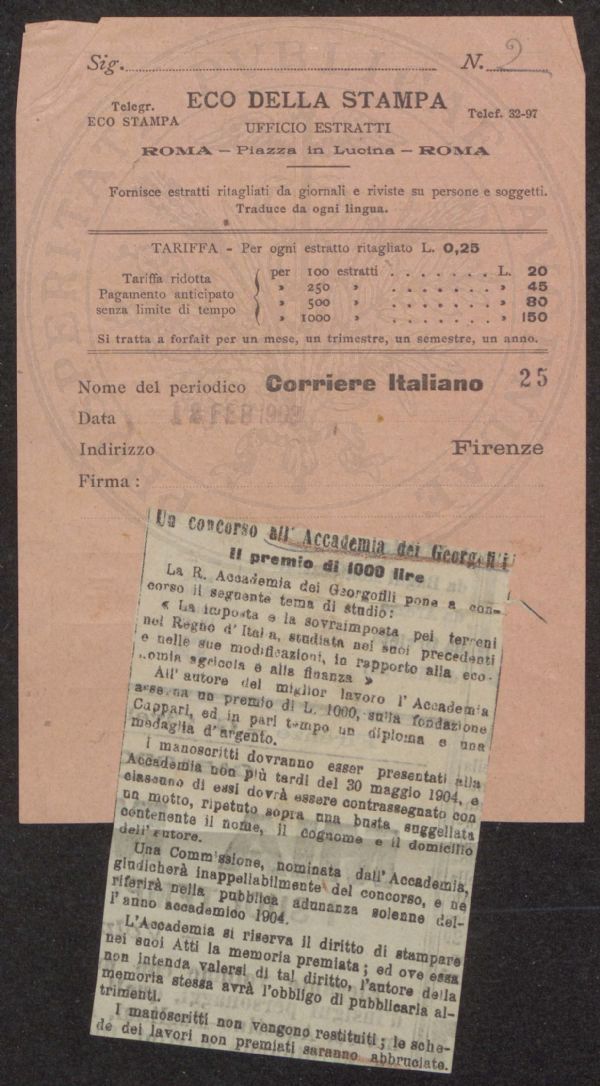 Sig. N. 2
Telegr.
ECO STAMPA
ECO DELLA STAMPA
Telef. 32-97
UFFICIO ESTRATTI
ROMA — Piazza in Lucina — ROMA
Fornisce estratti ritagliati da giornali e riviste su persone e soggetti.
Traduce da ogni lingua.
TARIFFA - Per ogni estratto ritagliato L. 0,25
Tariffa ridotta
Pagamento anticipato
senza limite di tempo
per 100 estratti . . . . . . . L. 20
» 250 » . . . . . . . » 45
» 500 » . . . . . . . » 80
» 1000 » . . . . . . . » 150
Si tratta a forfait per un mese, un trimestre, un semestre, un anno.
Nome del periodico Corriere Italiano 25
Data 12 FEB 1903
Indirizzo Firenze
Firma :
Un concorso all' Accademia dei Georgofili
Il premio di 1000 lire
La R. Accademia dei Georgofili pone a con-
corso il seguente tema di studio:
« La imposta e la sovraimposta pei terreni
nel Regno d'Italia, studiata nei suoi precedenti
e nelle sue modificazioni, in rapporto alla eco-
nomia agricola e alla finanza »
All' autore del miglior lavoro l'Accademia
assegna un premio di L. 1000, sulla fondazione
Cuppari, ed in pari tempo un diploma e una
medaglia d'argento.
I manoscritti dovranno esser presentati alla
Accademia non più tardi del 30 maggio 1904, e
ciascuno di essi dovrà essere contrassegnato con
un motto, ripetuto sopra una busta suggellata
contenente il nome, il cognome e il domicilio
dell'autore.
Una Commissione, nominata dall'Accademia,
giudicherà inappellabilmente del concorso, e ne
riferirà nella pubblica adunanza solenne del-
l'anno accademico 1904.
L'Accademia si riserva il diritto di stampare
nei suoi Atti la memoria premiata; ed ove essa
non intenda valersi di tal diritto, l'autore della
memoria stessa avrà l'obbligo di pubblicarla al-
trimenti.
I manoscritti non vengono restituiti; le sche-
de dei lavori non premiati saranno abbruciate.